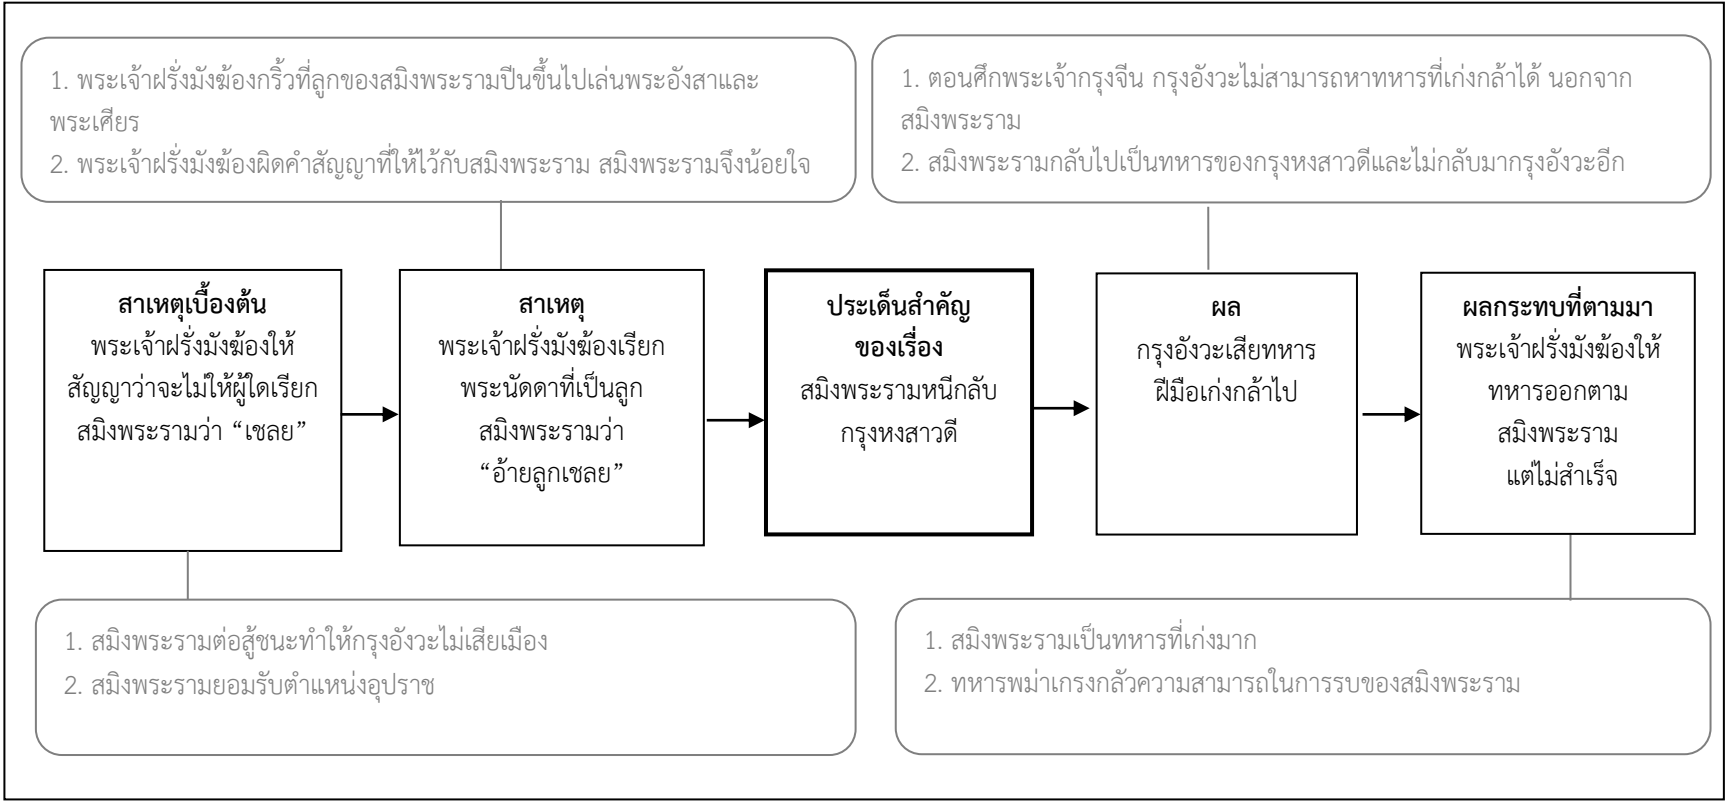 1. พระเจ้าฝรั่งมังฆ้องกริ้วที่ลูกของสมิงพระรามปีนขึ้นไปเล่นพระอังสาและ
พระเศียร
2. พระเจ้าฝรั่งมังฆ้องผิดคำสัญญาที่ให้ไว้กับสมิงพระราม สมิงพระรามจึงน้อยใจ
1. ตอนศึกพระเจ้ากรุงจีน กรุงอังวะไม่สามารถหาทหารที่เก่งกล้าได้ นอกจาก
สมิงพระราม
2. สมิงพระรามกลับไปเป็นทหารของกรุงหงสาวดีและไม่กลับมากรุงอังวะอีก
สาเหตุเบื้องต้น
พระเจ้าฝรั่งมังฆ้องให้
สัญญาว่าจะไม่ให้ผู้ใดเรียก
สมิงพระรามว่า “เชลย”
สาเหตุ
พระเจ้าฝรั่งมังฆ้องเรียก
พระนัดดาที่เป็นลูก
สมิงพระรามว่า
“อ้ายลูกเชลย”
ประเด็นสำคัญ
ของเรื่อง
สมิงพระรามหนีกลับ
กรุงหงสาวดี
ผล
กรุงอังวะเสียทหาร
ฝีมือเก่งกล้าไป
ผลกระทบที่ตามมา
พระเจ้าฝรั่งมังฆ้องให้
ทหารออกตาม
สมิงพระราม
แต่ไม่สำเร็จ
1. สมิงพระรามต่อสู้ชนะทำให้กรุงอังวะไม่เสียเมือง
2. สมิงพระรามยอมรับตำแหน่งอุปราช
1. สมิงพระรามเป็นทหารที่เก่งมาก
2. ทหารพม่าเกรงกลัวความสามารถในการรบของสมิงพระราม